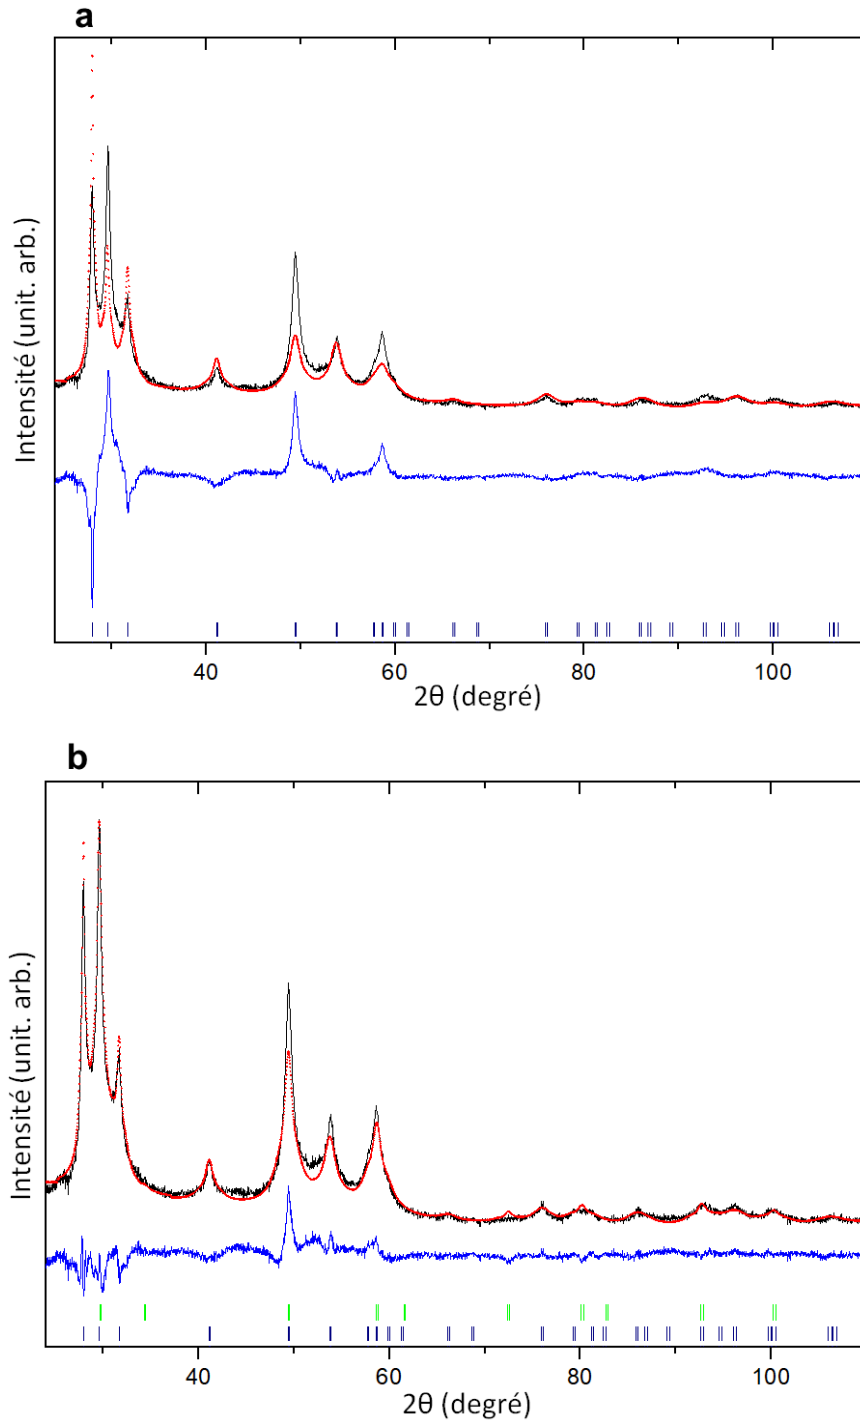 a
Intensité (unit. arb.)
40
60
80
100
2θ (degré)
b
Intensité (unit. arb.)
40
60
80
100
2θ (degré)